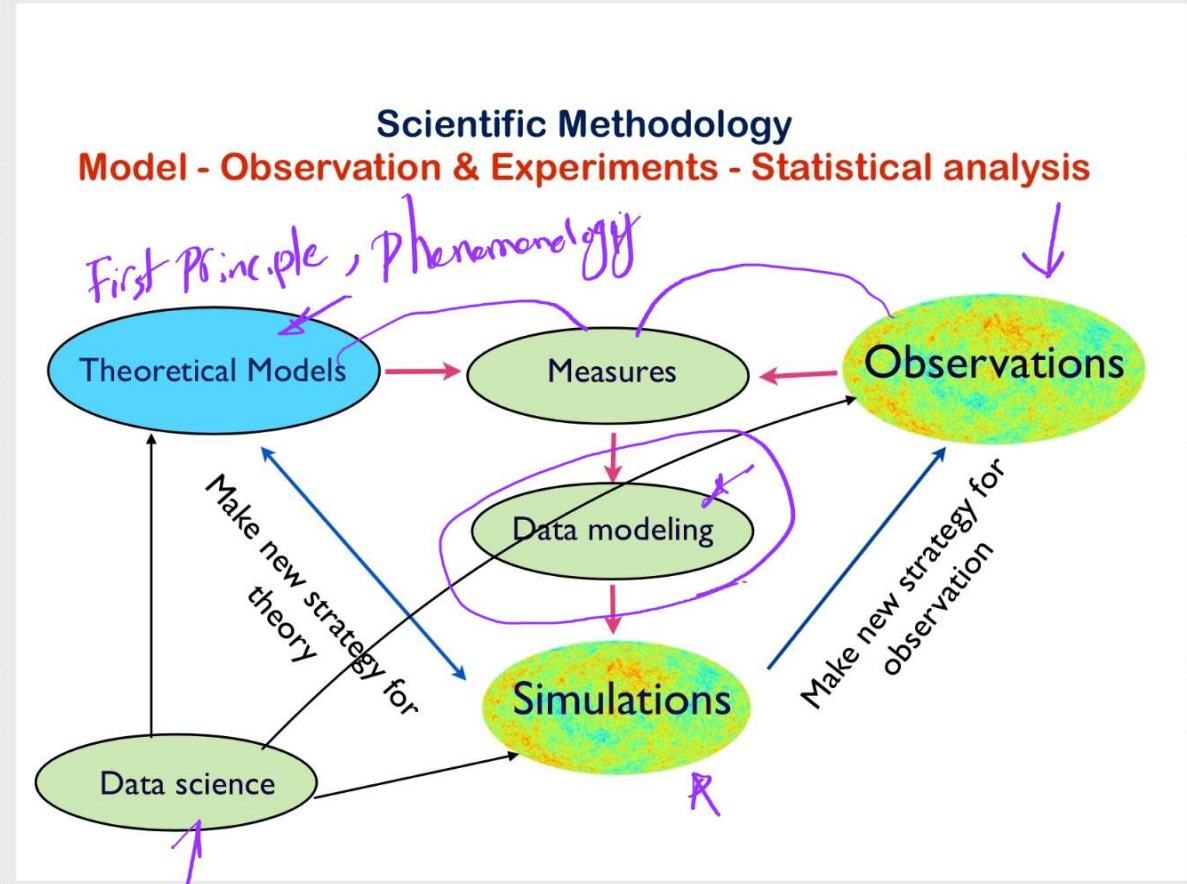 Scientific Methodology
Model - Observation & Experiments - Statistical analysis
First Principle, Phenomenology
Theoretical Models
Measures
Observations
Make new strategy for
theory
Data modeling
Make new strategy for
observation
Simulations
Data science